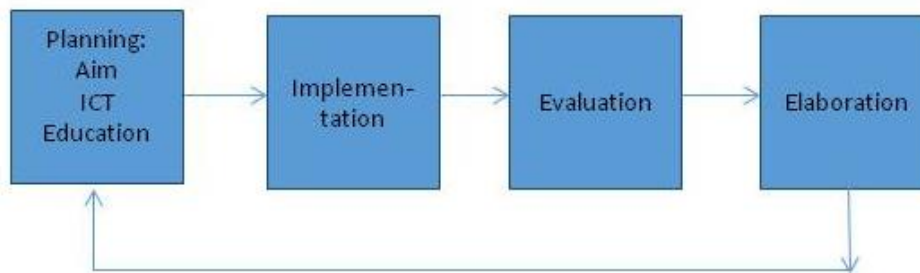 Planning:
Aim
ICT
Education
Implemen-
tation
Evaluation
Elaboration